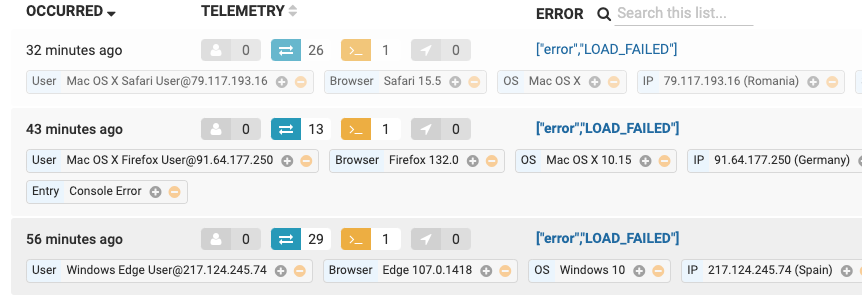 OCCURRED TELEMETRY ERROR Search this list...
32 minutes ago 0 26 >_ 1 0 ["error","LOAD_FAILED"]
User Mac OS X Safari User@79.117.193.16 Browser Safari 15.5 OS Mac OS X IP 79.117.193.16 (Romania)
43 minutes ago 0 13 >_ 1 0 ["error","LOAD_FAILED"]
User Mac OS X Firefox User@91.64.177.250 Browser Firefox 132.0 OS Mac OS X 10.15 IP 91.64.177.250 (Germany)
Entry Console Error
56 minutes ago 0 29 >_ 1 0 ["error","LOAD_FAILED"]
User Windows Edge User@217.124.245.74 Browser Edge 107.0.1418 OS Windows 10 IP 217.124.245.74 (Spain)